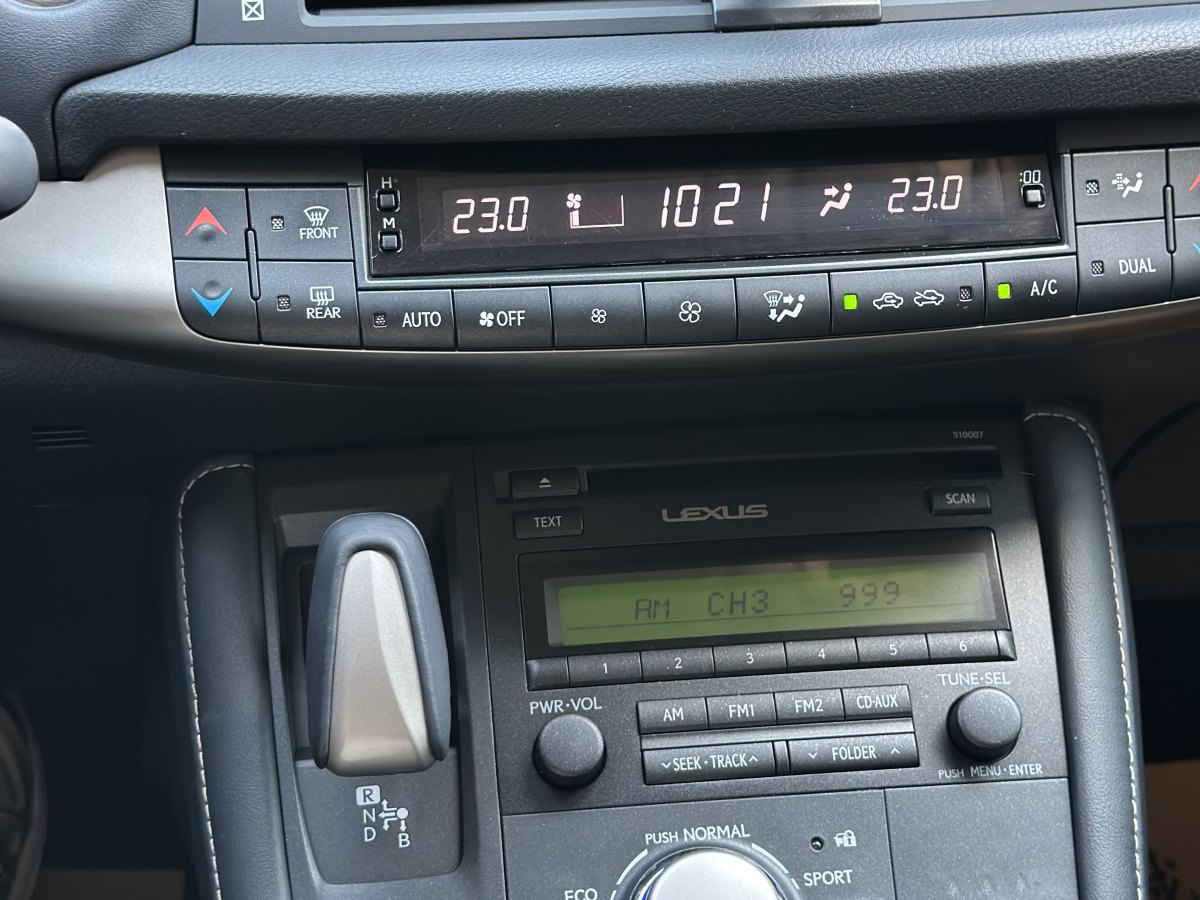 H
M
23.0 10 21 23.0
:00
FRONT
REAR
AUTO
OFF
A/C
DUAL
510007
SCAN
TEXT
LEXUS
AM CH3 999
1 2 3 4 5 6
PWR·VOL
TUNE·SEL
AM FM1 FM2 CD·AUX
SEEK·TRACK
FOLDER
PUSH MENU·ENTER
R
N
D
B
PUSH NORMAL
ECO
SPORT